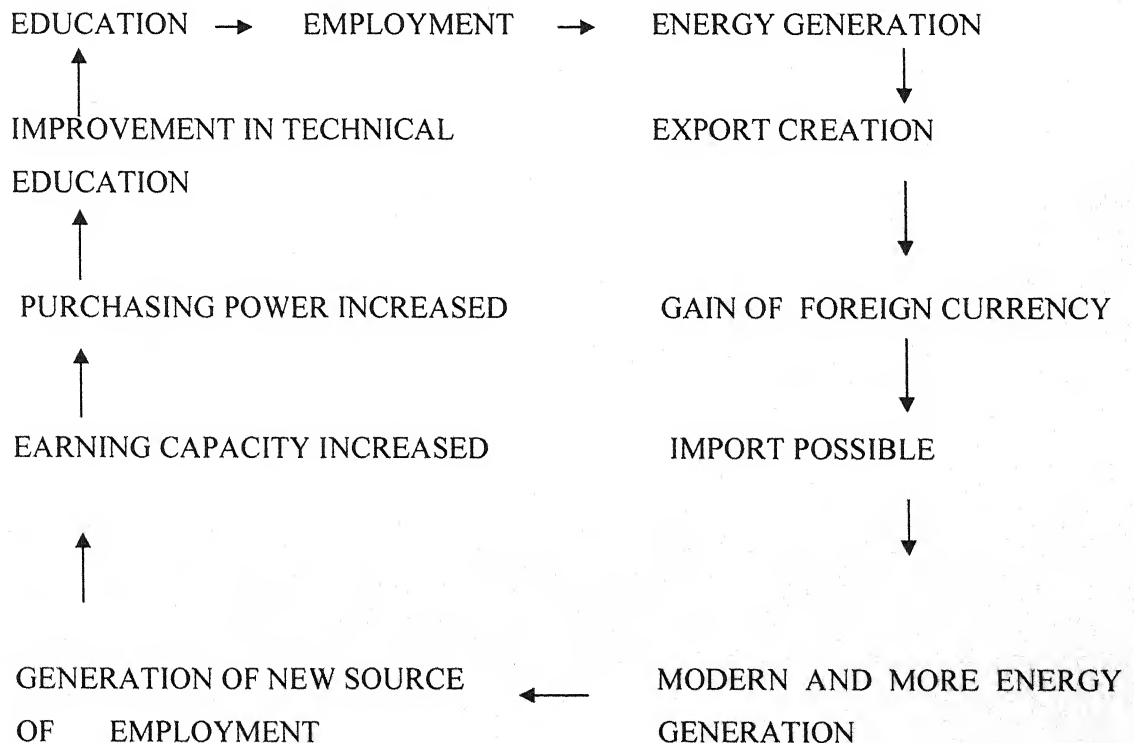 EDUCATION → EMPLOYMENT → ENERGY GENERATION
IMPROVEMENT IN TECHNICAL EDUCATION
EXPORT CREATION
PURCHASING POWER INCREASED
GAIN OF FOREIGN CURRENCY
EARNING CAPACITY INCREASED
IMPORT POSSIBLE
GENERATION OF NEW SOURCE
OF EMPLOYMENT
←
MODERN AND MORE ENERGY
GENERATION